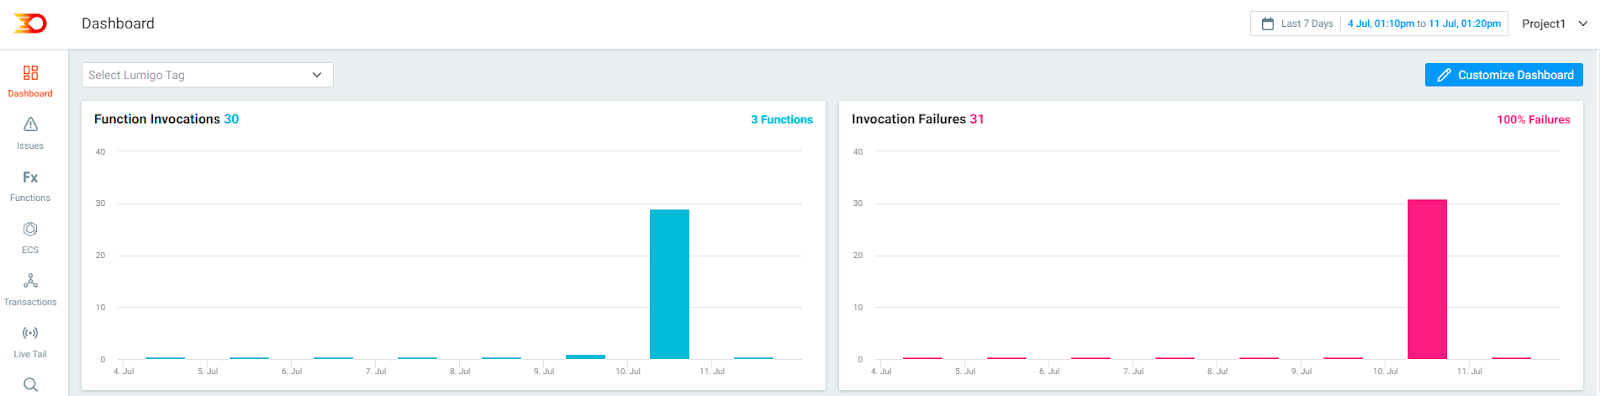 Dashboard
Last 7 Days 4 Jul, 01:10pm to 11 Jul, 01:20pm
Project1
Dashboard
Issues
Fx
Functions
ECS
Transactions
Live Tail
Select Lumigo Tag
Customize Dashboard
Function Invocations 30
3 Functions
40
30
20
10
0
4. Jul 5. Jul 6. Jul 7. Jul 8. Jul 9. Jul 10. Jul 11. Jul
Invocation Failures 31
100% Failures
40
30
20
10
0
4. Jul 5. Jul 6. Jul 7. Jul 8. Jul 9. Jul 10. Jul 11. Jul